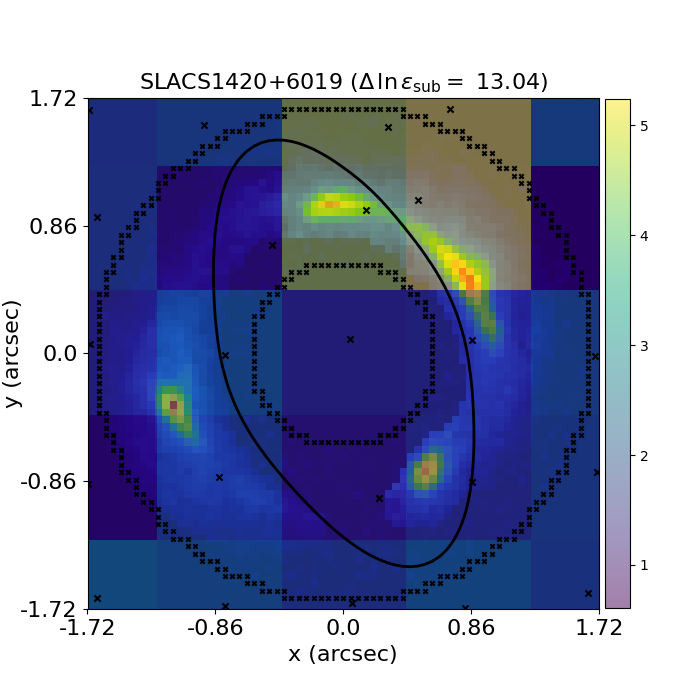 SLACS1420+6019 (Δ ln ε_sub = 13.04)
1.72
0.86
0.0
-0.86
-1.72
y (arcsec)
-1.72 -0.86 0.0 0.86 1.72
x (arcsec)
5
4
3
2
1